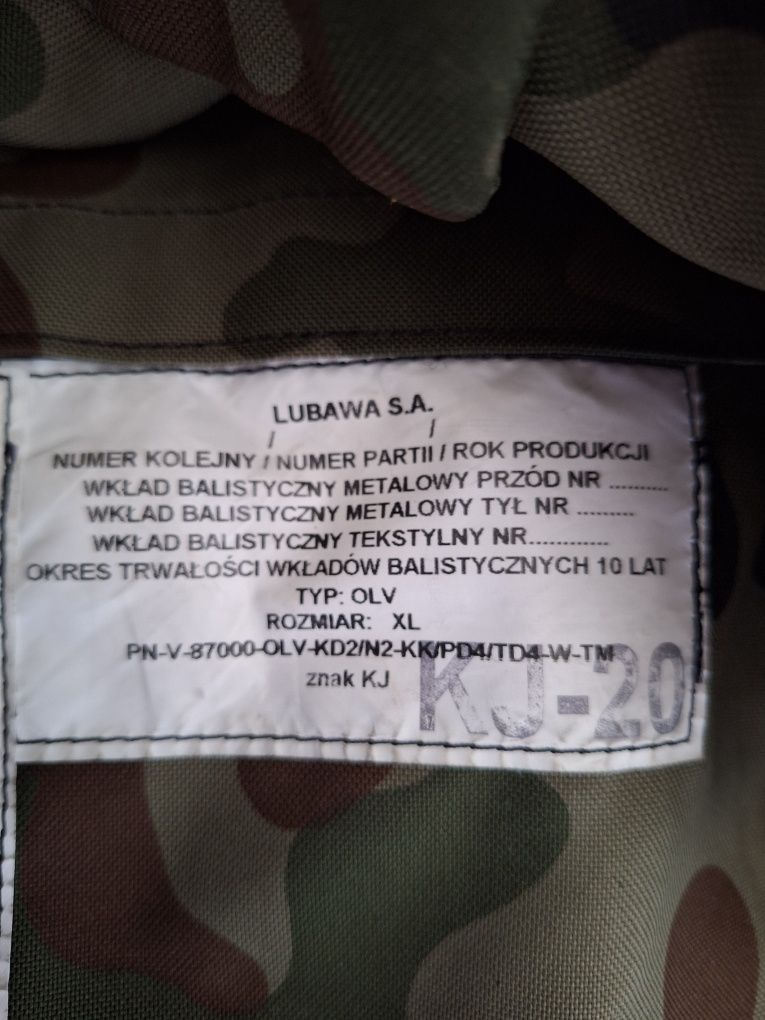 LUBAWA S.A.
/ /
NUMER KOLEJNY / NUMER PARTII / ROK PRODUKCJI
WKŁAD BALISTYCZNY METALOWY PRZÓD NR ..........
WKŁAD BALISTYCZNY METALOWY TYŁ NR ..........
WKŁAD BALISTYCZNY TEKSTYLNY NR.............
OKRES TRWAŁOŚCI WKŁADÓW BALISTYCZNYCH 10 LAT
TYP: OLV
ROZMIAR: XL
PN-V-87000-OLV-KD2/N2-KK/PD4/TD4-W-TM
znak KJ
KJ-20